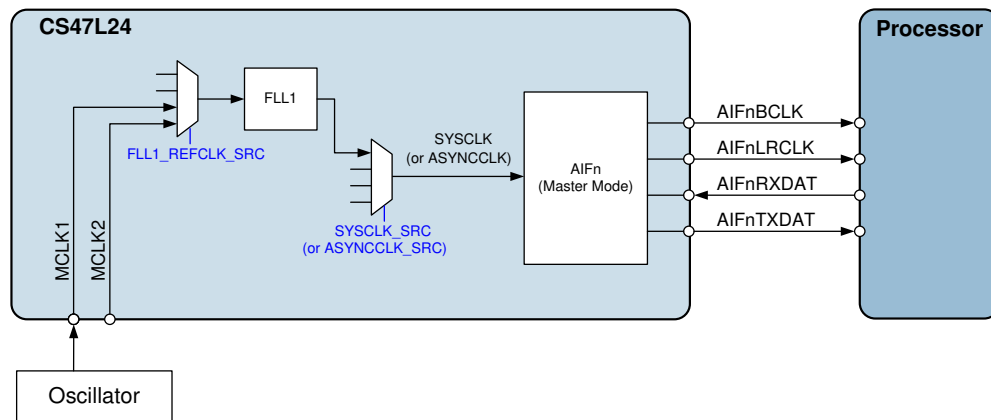 CS47L24
Processor
FLL1
FLL1_REFCLK_SRC
SYSCLK
(or ASYNCCLK)
SYSCLK_SRC
(or ASYNCCLK_SRC)
AIFn
(Master Mode)
AIFnBCLK
AIFnLRCLK
AIFnRXDAT
AIFnTXDAT
MCLK1
MCLK2
Oscillator